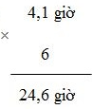 4,1 giờ
×
6
24,6 giờ